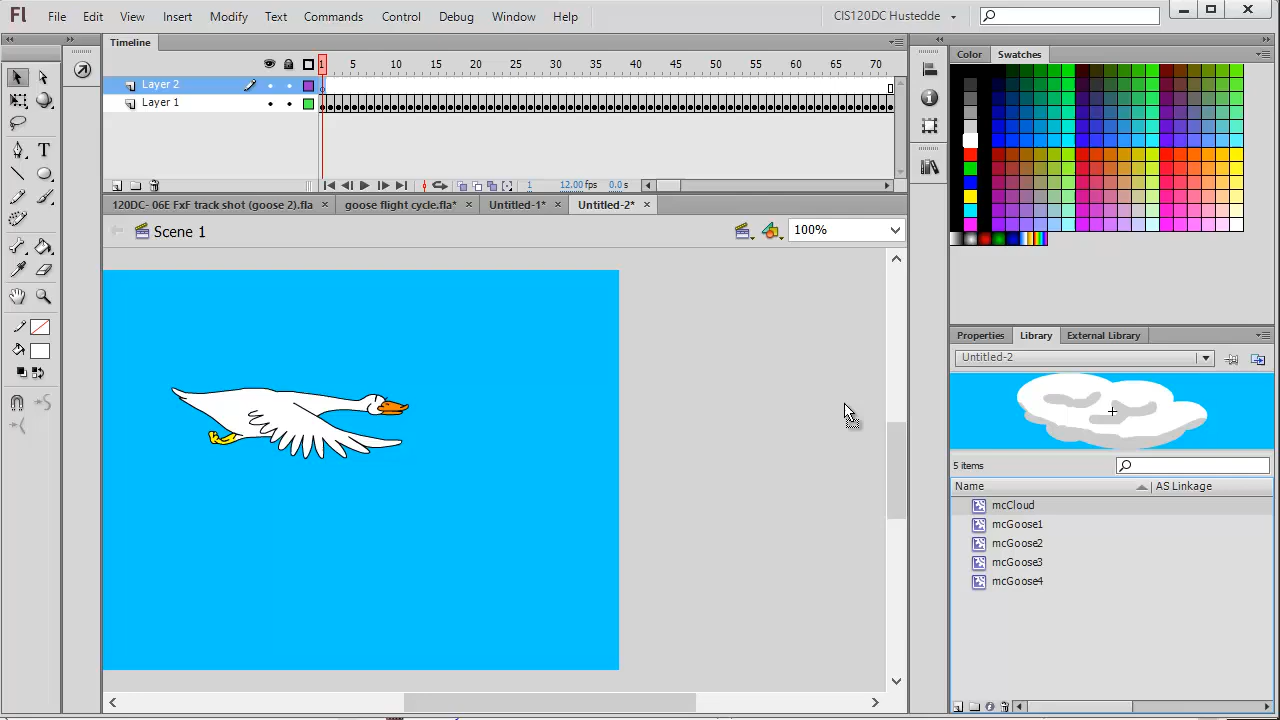 Fl File Edit View Insert Modify Text Commands Control Debug Window Help CIS120DC Hustedde
Timeline
1 5 10 15 20 25 30 35 40 45 50 55 60 65 70
Layer 2
Layer 1
1 12.00 fps 0.0 s
120DC- 06E FxF track shot (goose 2).fla × goose flight cycle.fla* × Untitled-1* × Untitled-2* ×
Scene 1 100%
T
Color Swatches
Properties Library External Library
Untitled-2
5 items
Name AS Linkage
mcCloud
mcGoose1
mcGoose2
mcGoose3
mcGoose4